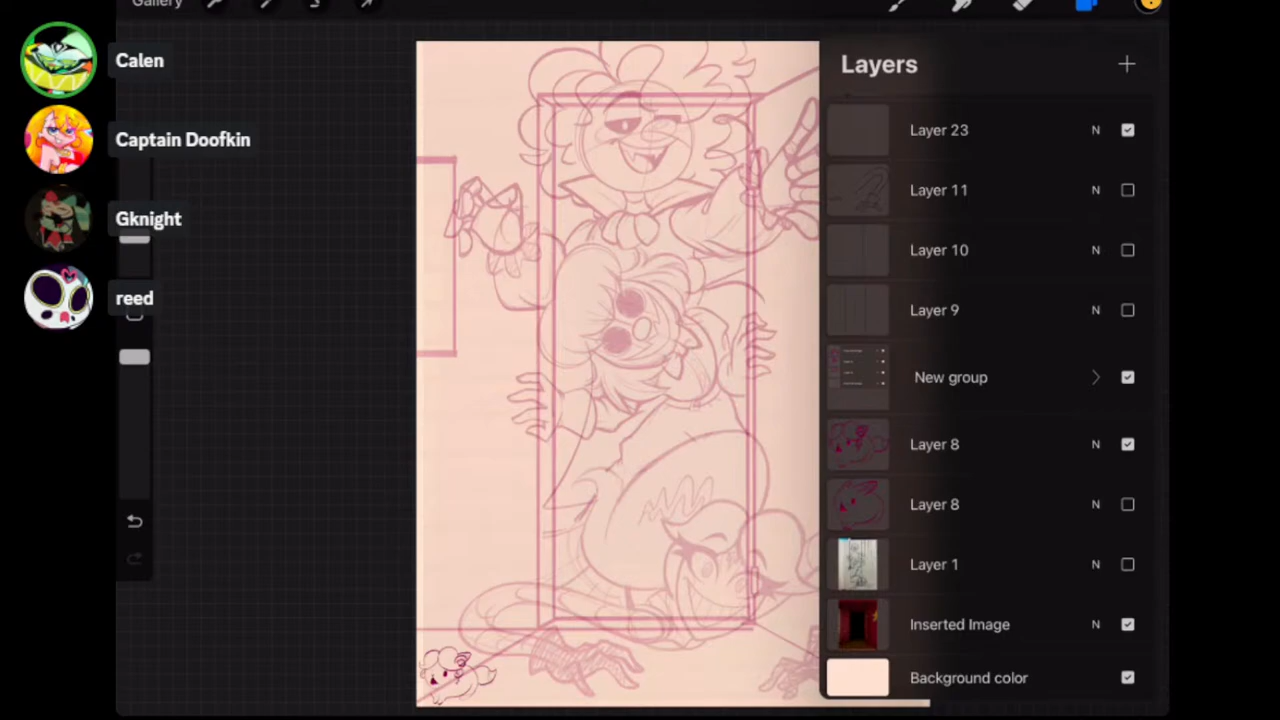 Gallery
Calen
Captain Doofkin
Gknight
reed
Layers
Layer 23 N
Layer 11 N
Layer 10 N
Layer 9 N
New group
Layer 8 N
Layer 8 N
Layer 1 N
Inserted Image N
Background color